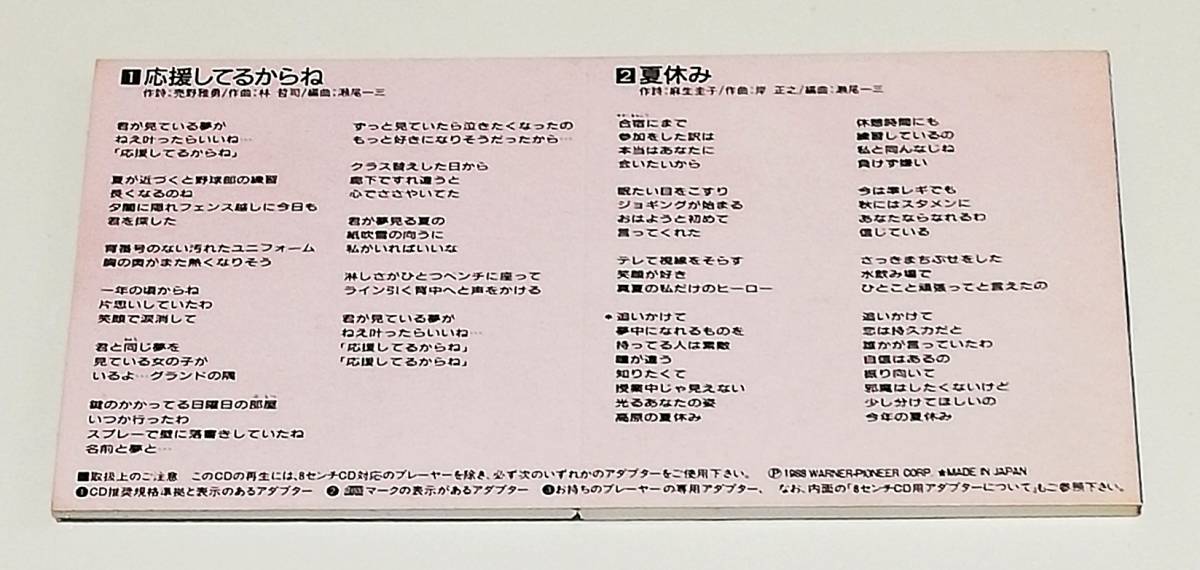 1 応援してるからね
作詩:売野雅勇/作曲:林 哲司/編曲:瀬尾一三
君が見ている夢が
ねえ叶ったらいいね…
「応援してるからね」
夏が近づくと野球部の練習
長くなるのね
夕闇に隠れフェンス越しに今日も
君を探した
背番号のない汚れたユニフォーム
胸の奥がまた熱くなりそう
一年の頃からね
片思いしていたわ
笑顔で涙消して
君と同じ夢を
見ている女の子が
いるよ…グランドの隅
鍵のかかってる日曜日の部屋
いつか行ったわ
スプレーで壁に落書きしていたね
名前と夢と…
ずっと見ていたら泣きたくなったの
もっと好きになりそうだったから…
クラス替えした日から
廊下ですれ違うと
心でささやいてた
君が夢見る夏の
紙吹雪の向うに
私がいればいいな
淋しさがひとつベンチに座って
ライン引く背中へと声をかける
君が見ている夢が
ねえ叶ったらいいね…
「応援してるからね」
「応援してるからね」
2 夏休み
作詩:麻生圭子/作曲:岸 正之/編曲:瀬尾一三
合宿にまで
参加をした訳は
本当はあなたに
会いたいから
眠たい目をこすり
ジョギングが始まる
おはようと初めて
言ってくれた
テレて視線をそらす
笑顔が好き
真夏の私だけのヒーロー
*追いかけて
夢中になれるものを
持ってる人は素敵
瞳が違う
知りたくて
授業中じゃ見えない
光るあなたの姿
高原の夏休み
休憩時間にも
練習しているの
私と同んなじね
負けず嫌い
今は準レギでも
秋にはスタメンに
あなたならなれるわ
信じている
さっきまちぶせをした
水飲み場で
ひとこと頑張ってと言えたの
追いかけて
恋は持久力だと
誰かが言っていたわ
自信はあるの
振り向いて
邪魔はしたくないけど
少し分けてほしいの
今年の夏休み
■取扱上のご注意 このCDの再生には、8センチCD対応のプレーヤーを除き、必ず次のいずれかのアダプターをご使用下さい。 Ⓟ1988 WARNER-PIONEER CORP. ★MADE IN JAPAN
❶CD推奨規格準拠と表示のあるアダプター ❷マークの表示があるアダプター ❸お持ちのプレーヤーの専用アダプター、 なお、内面の「8センチCD用アダプターについて」もご参照下さい。